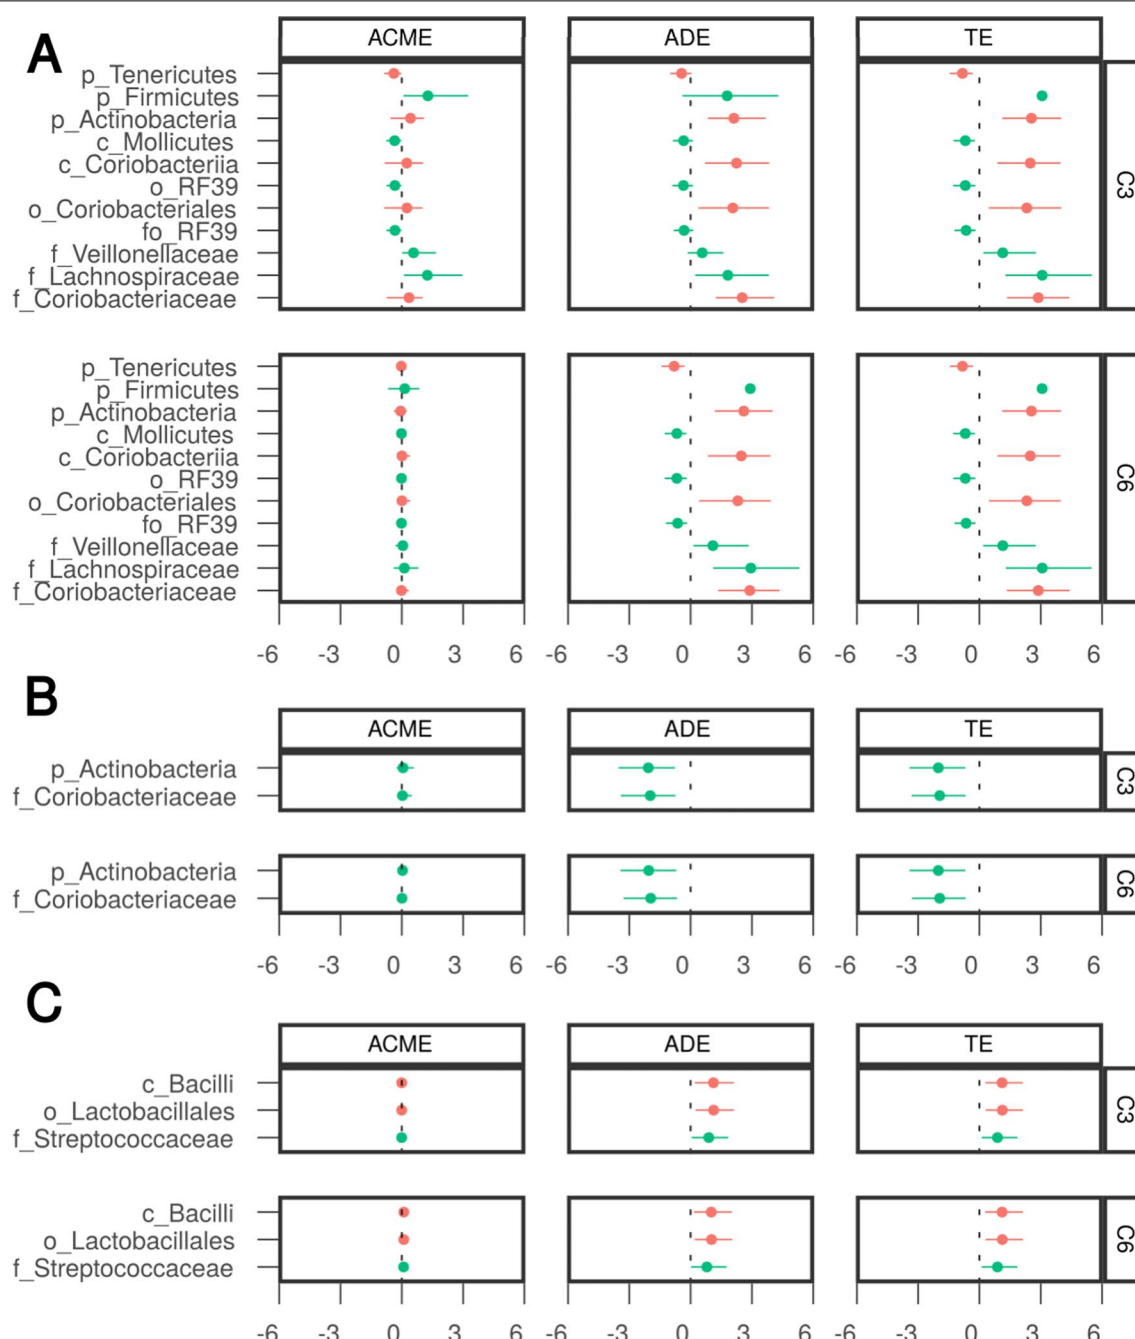 A
ACME ADE TE
p_Tenericutes
p_Firmicutes
p_Actinobacteria
c_Mollicutes
c_Coriobacteriia
o_RF39
o_Coriobacteriales
fo_RF39
f_Veillonellaceae
f_Lachnospiraceae
f_Coriobacteriaceae
C3
p_Tenericutes
p_Firmicutes
p_Actinobacteria
c_Mollicutes
c_Coriobacteriia
o_RF39
o_Coriobacteriales
fo_RF39
f_Veillonellaceae
f_Lachnospiraceae
f_Coriobacteriaceae
C6
-6 -3 0 3 6 -6 -3 0 3 6 -6 -3 0 3 6
B
ACME ADE TE
p_Actinobacteria
f_Coriobacteriaceae
C3
p_Actinobacteria
f_Coriobacteriaceae
C6
-6 -3 0 3 6 -6 -3 0 3 6 -6 -3 0 3 6
C
ACME ADE TE
c_Bacilli
o_Lactobacillales
f_Streptococcaceae
C3
c_Bacilli
o_Lactobacillales
f_Streptococcaceae
C6
-6 -3 0 3 6 -6 -3 0 3 6 -6 -3 0 3 6